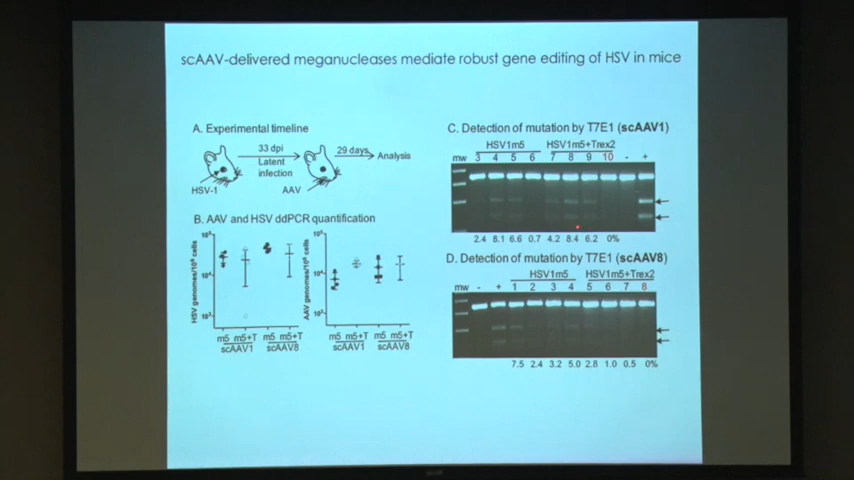 scAAV-delivered meganucleases mediate robust gene editing of HSV in mice
A. Experimental timeline
33 dpi
Latent
infection
29 days
Analysis
HSV-1
AAV
B. AAV and HSV ddPCR quantification
HSV genomes/10⁶ cells
10⁵
10⁴
10³
m5 m5+T m5 m5+T
scAAV1 scAAV8
AAV genomes/10⁶ cells
m5 m5+T m5 m5+T
scAAV1 scAAV8
C. Detection of mutation by T7E1 (scAAV1)
HSV1m5 HSV1m5+Trex2
mw 3 4 5 6 7 8 9 10 - +
2.4 8.1 6.6 0.7 4.2 8.4 6.2 0%
D. Detection of mutation by T7E1 (scAAV8)
HSV1m5 HSV1m5+Trex2
mw - + 1 2 3 4 5 6 7 8
7.5 2.4 3.2 5.0 2.8 1.0 0.5 0%